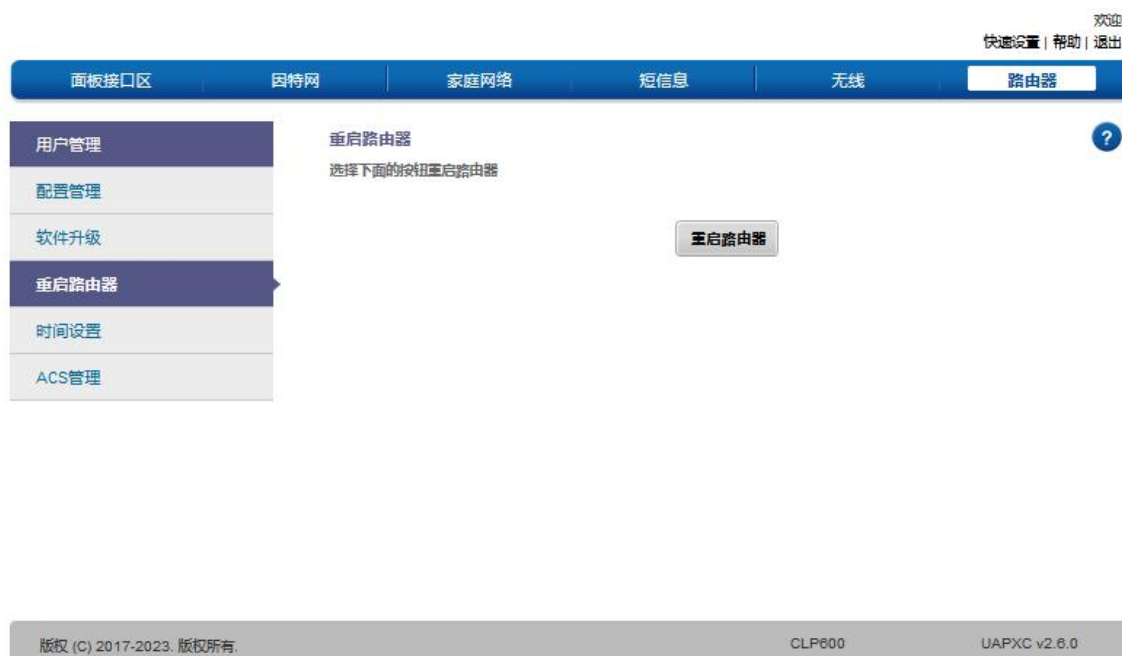 欢迎
快速设置 | 帮助 | 退出
面板接口区 因特网 家庭网络 短信息 无线 路由器
用户管理
配置管理
软件升级
重启路由器
时间设置
ACS管理
重启路由器
选择下面的按钮重启路由器
重启路由器
?
版权 (C) 2017-2023. 版权所有. CLP600 UAPXC v2.6.0